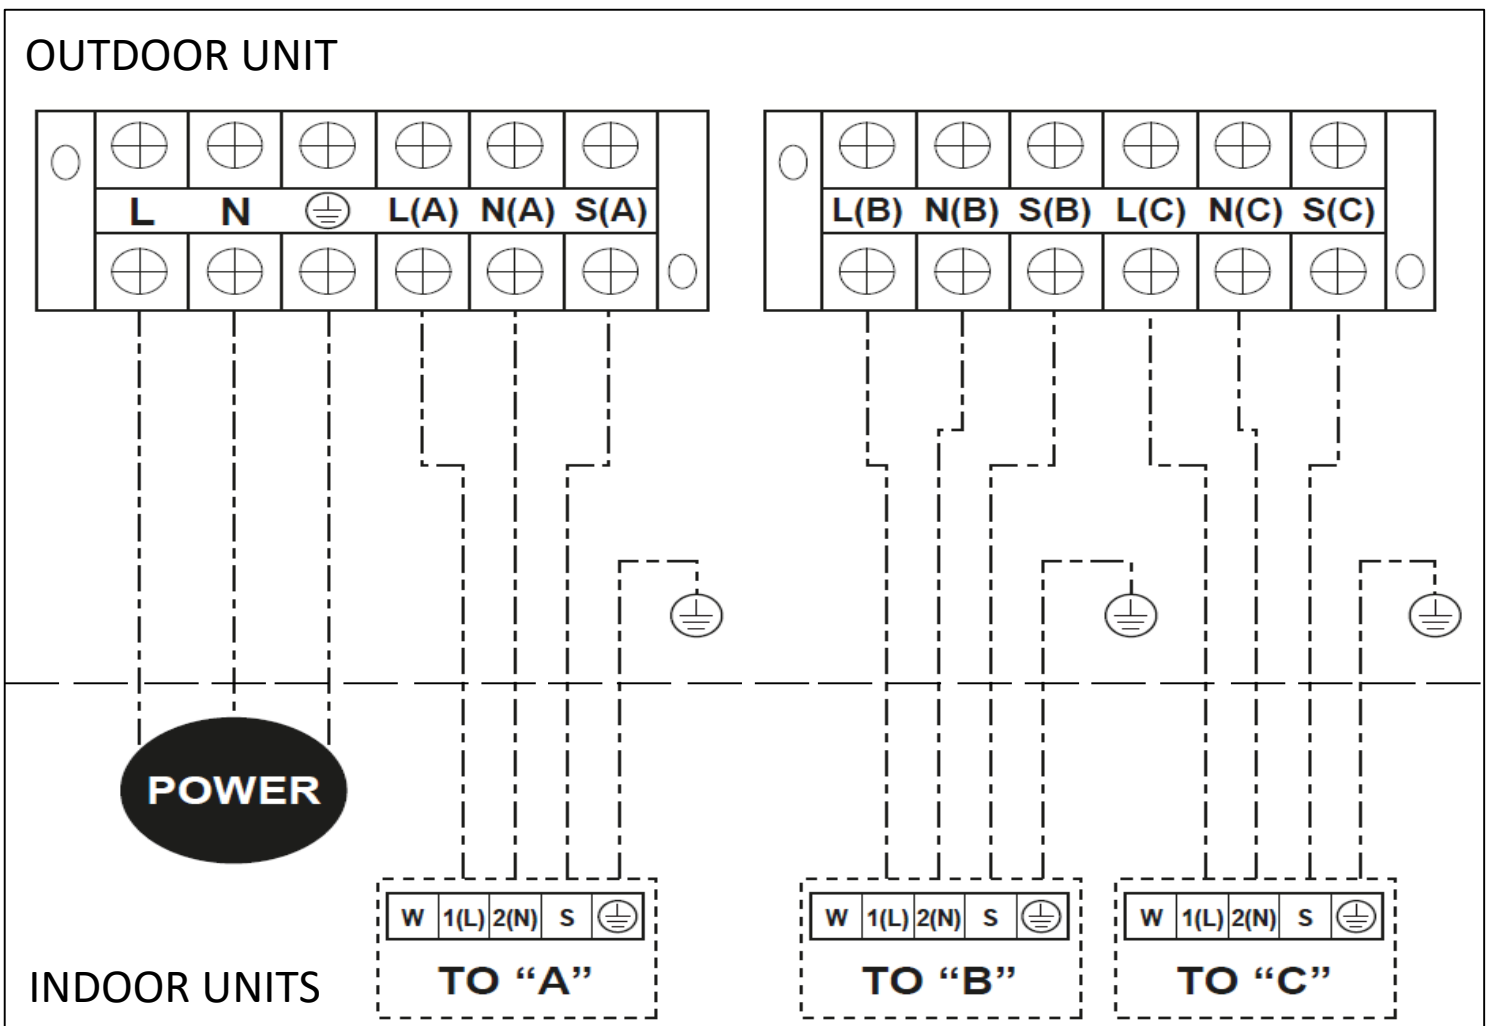 OUTDOOR UNIT
L N L(A) N(A) S(A)
L(B) N(B) S(B) L(C) N(C) S(C)
POWER
W 1(L) 2(N) S
TO “A”
W 1(L) 2(N) S
TO “B”
W 1(L) 2(N) S
TO “C”
INDOOR UNITS